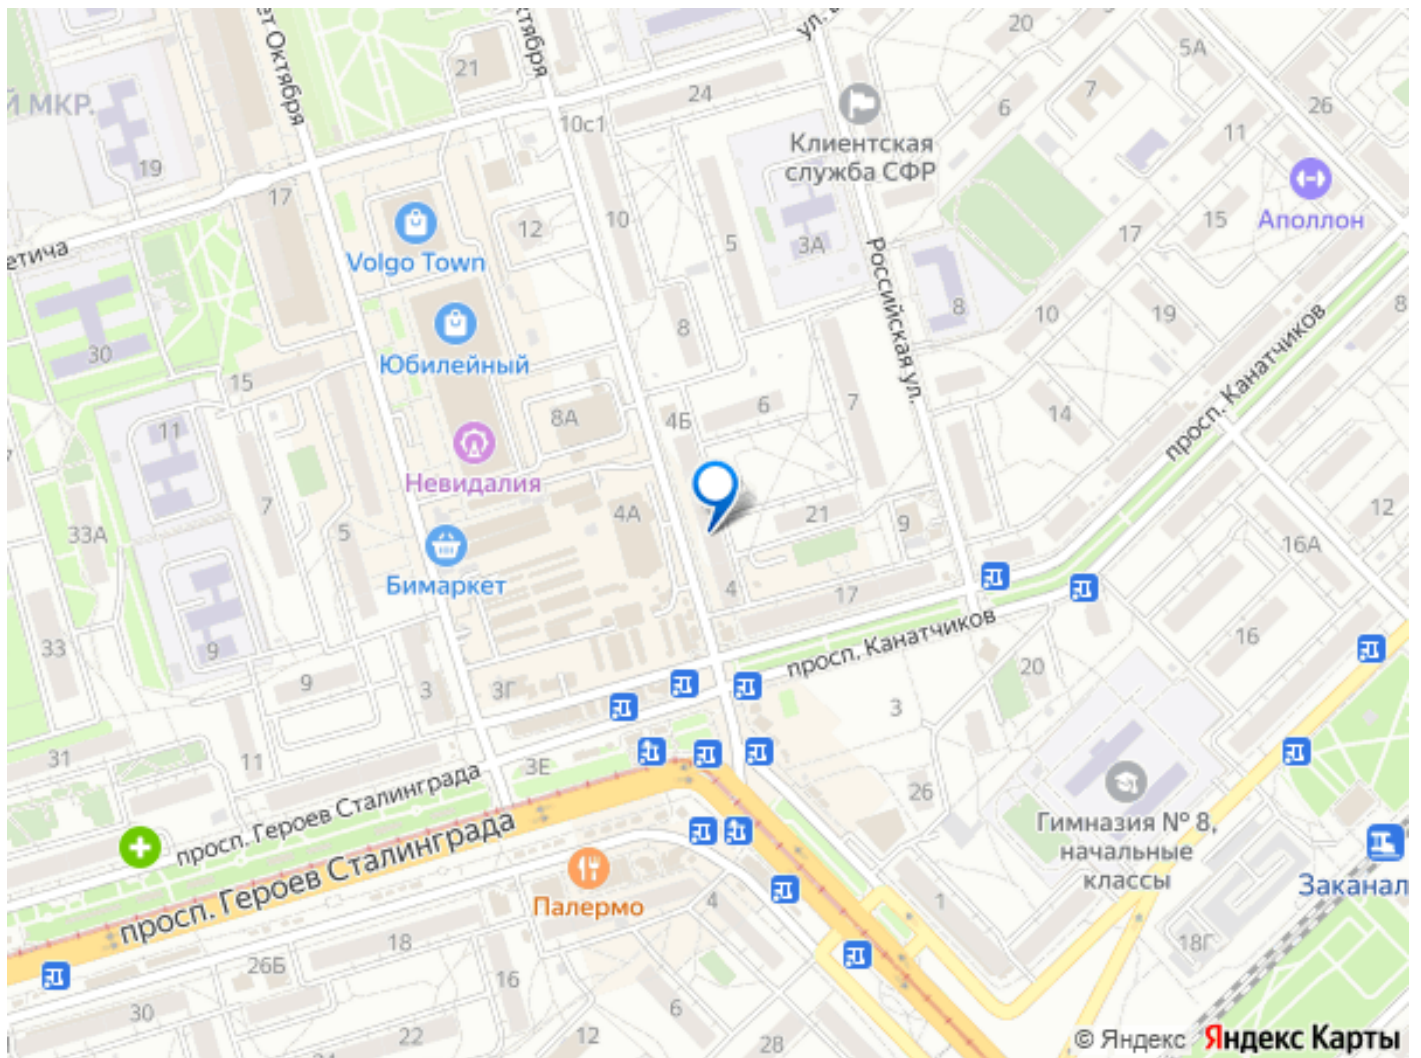 ет Октября
ктября
ул.
20
5А
21
Й МКР.
24
7
6
26
10с1
11
Клиентская
служба СФР
19
17
Аполлон
10
12
5
3А
17
15
етича
Volgo Town
Российская ул.
8
30
Юбилейный
8
10
19
8
15
6
7
14
просп. Канатчиков
11
8А
4Б
Невидалия
7
33А
5
4А
21
9
12
16А
Бимаркет
4
17
33
9
9
3
3Г
просп. Канатчиков
20
16
3
31
11
3Е
26
просп. Героев Сталинграда
просп. Героев Сталинграда
Гимназия № 8,
начальные
классы
Заканал
Палермо
4
1
18
18Г
26Б
16
6
30
22
12
28
© Яндекс Яндекс Карты